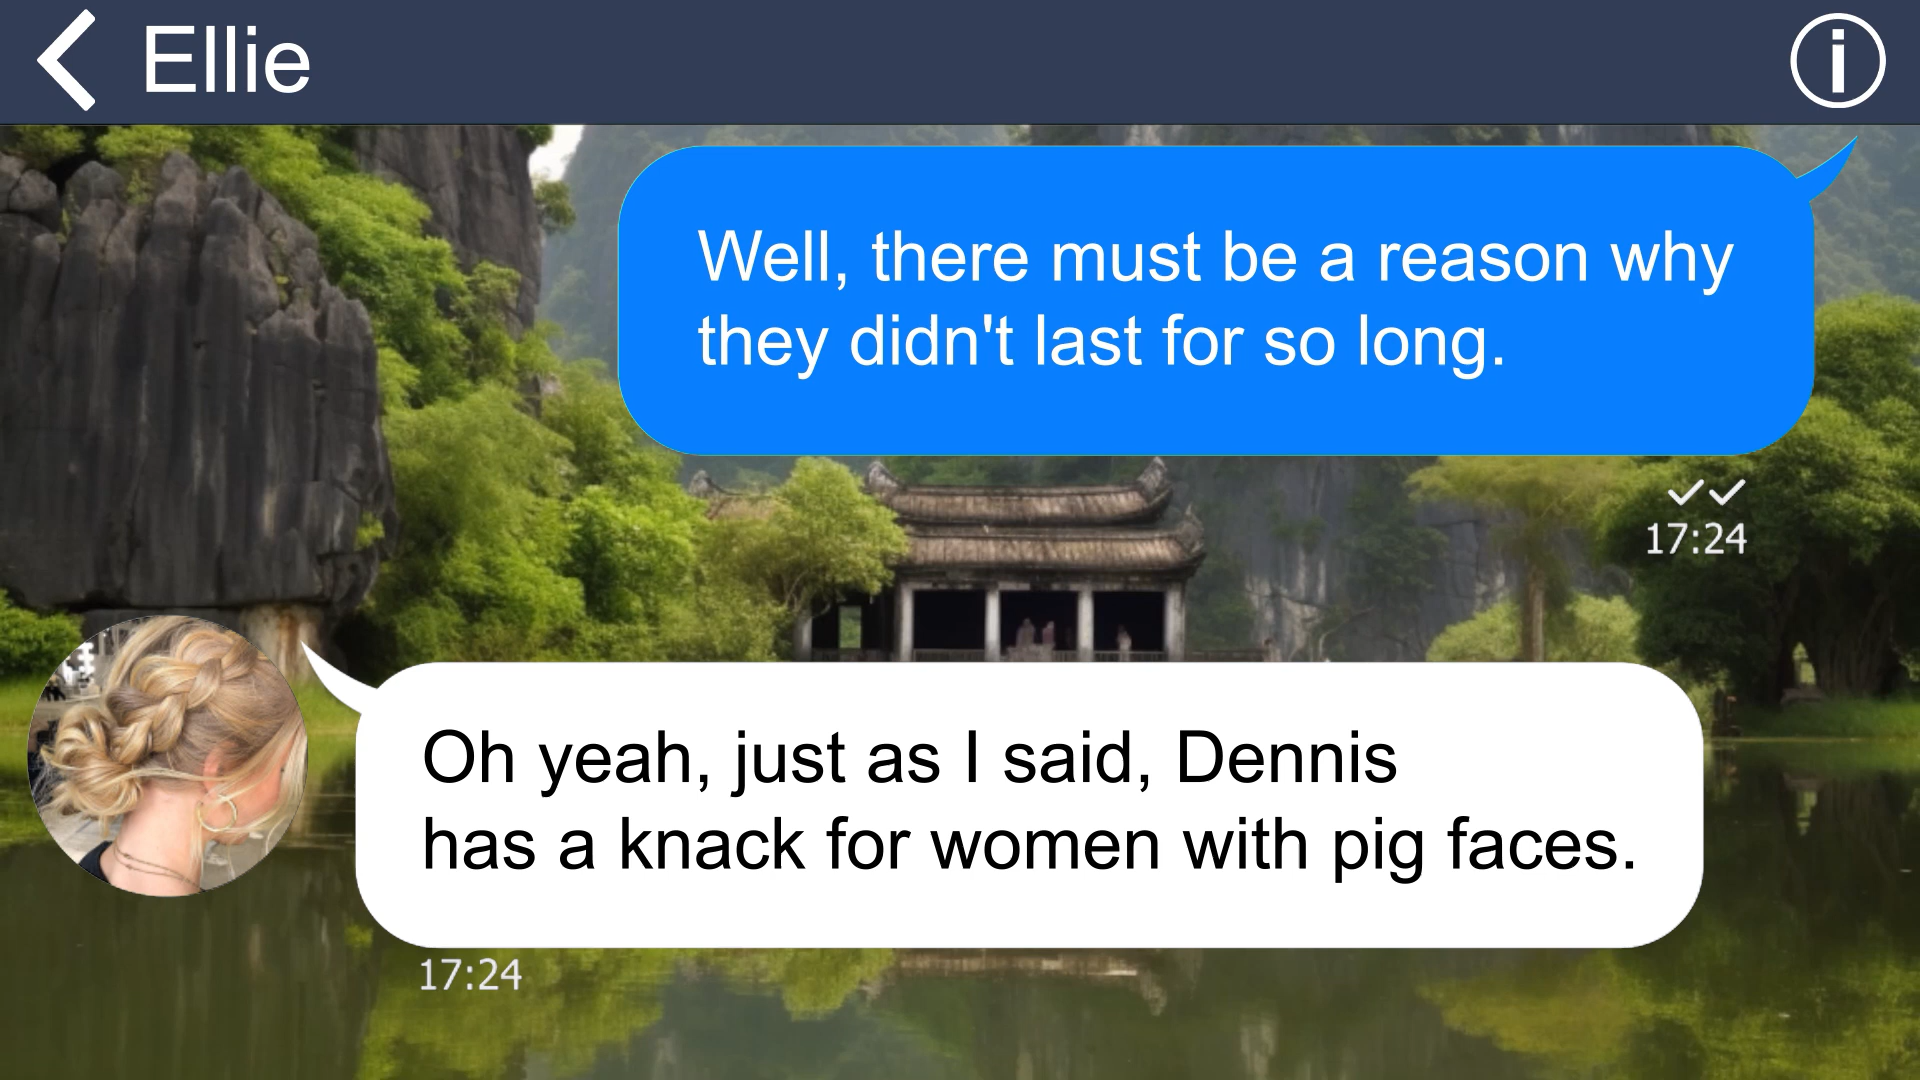 Ellie
Well, there must be a reason why
they didn't last for so long.
17:24
Oh yeah, just as I said, Dennis
has a knack for women with pig faces.
17:24